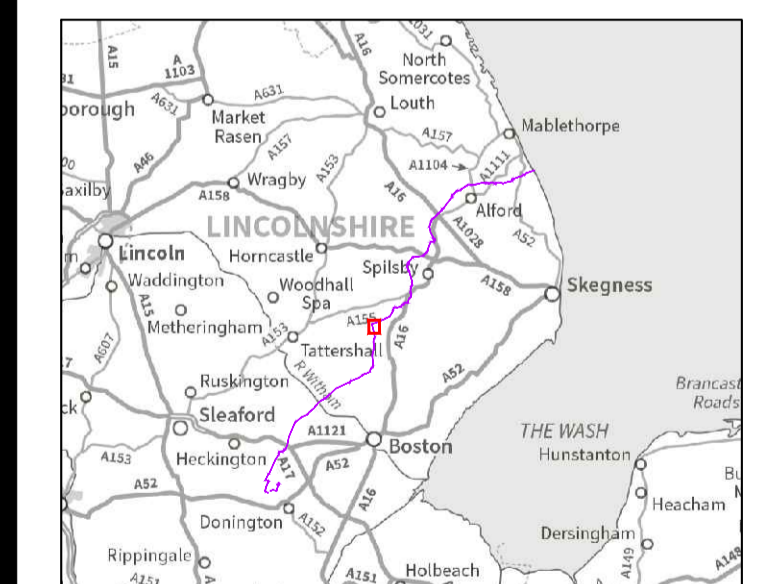 A15
A
1103
A631
A631
A16
1031
North
Somercotes
Louth
Market
Rasen
A157
A153
A157
Mablethorpe
A1104
A1111
A46
Wragby
A158
A16
Alford
LINCOLNSHIRE
A1028
A52
Lincoln
Horncastle
Spilsby
Waddington
Woodhall
Spa
A158
Skegness
A15
Metheringham
A155
A153
Tattershall
A16
A607
R Witham
A52
Ruskington
Sleaford
A1121
Boston
THE WASH
Hunstanton
Heckington
A17
A52
A153
A52
A16
Heacham
Donington
A152
Dersingham
A149
A148
Rippingale
A151
A151
Holbeach
Roads